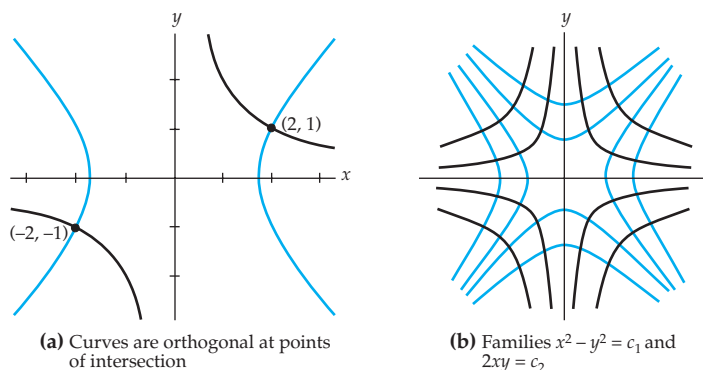 y
(2, 1)
x
(–2, –1)
(a) Curves are orthogonal at points
of intersection
y
x
(b) Families x² – y² = c₁ and
2xy = c₂